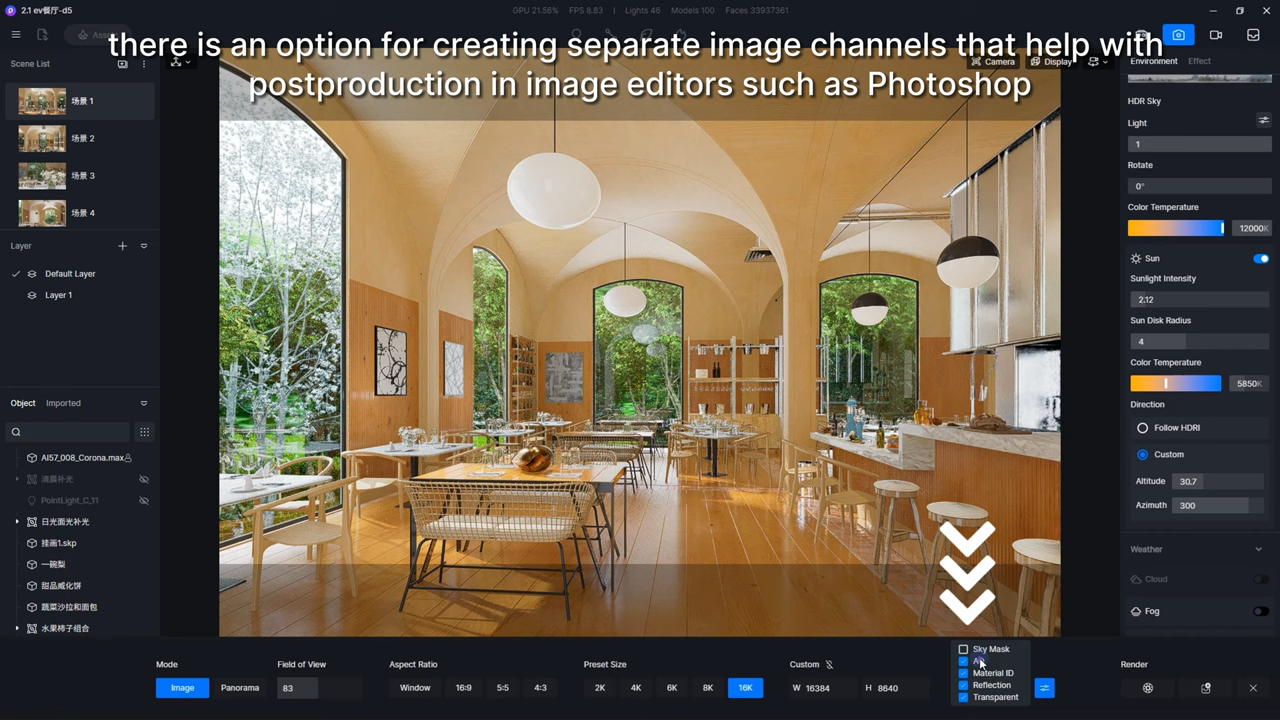 2.1 ev餐厅-d5
GPU 21.56%
FPS 8.83
Lights 46
Models 100
Faces 33937361
there is an option for creating separate image channels that help with
postproduction in image editors such as Photoshop
Scene List
场景 1
场景 2
场景 3
场景 4
Layer
Default Layer
Layer 1
Object
Imported
AI57_008_Corona.max
清晨补光
PointLight_C_11
日光面光补光
挂画1.skp
一碗梨
甜品威化饼
蔬菜沙拉和面包
水果柿子组合
Camera
Display
Environment
Effect
HDR Sky
Light
1
Rotate
0°
Color Temperature
12000K
Sun
Sunlight Intensity
2.12
Sun Disk Radius
4
Color Temperature
5850K
Direction
Follow HDRI
Custom
Altitude 30.7
Azimuth 300
Weather
Cloud
Fog
Mode
Image
Panorama
Field of View
83
Aspect Ratio
Window
16:9
5:5
4:3
Preset Size
2K
4K
6K
8K
16K
Custom
W 16384
H 8640
Sky Mask
Material ID
Reflection
Transparent
Render